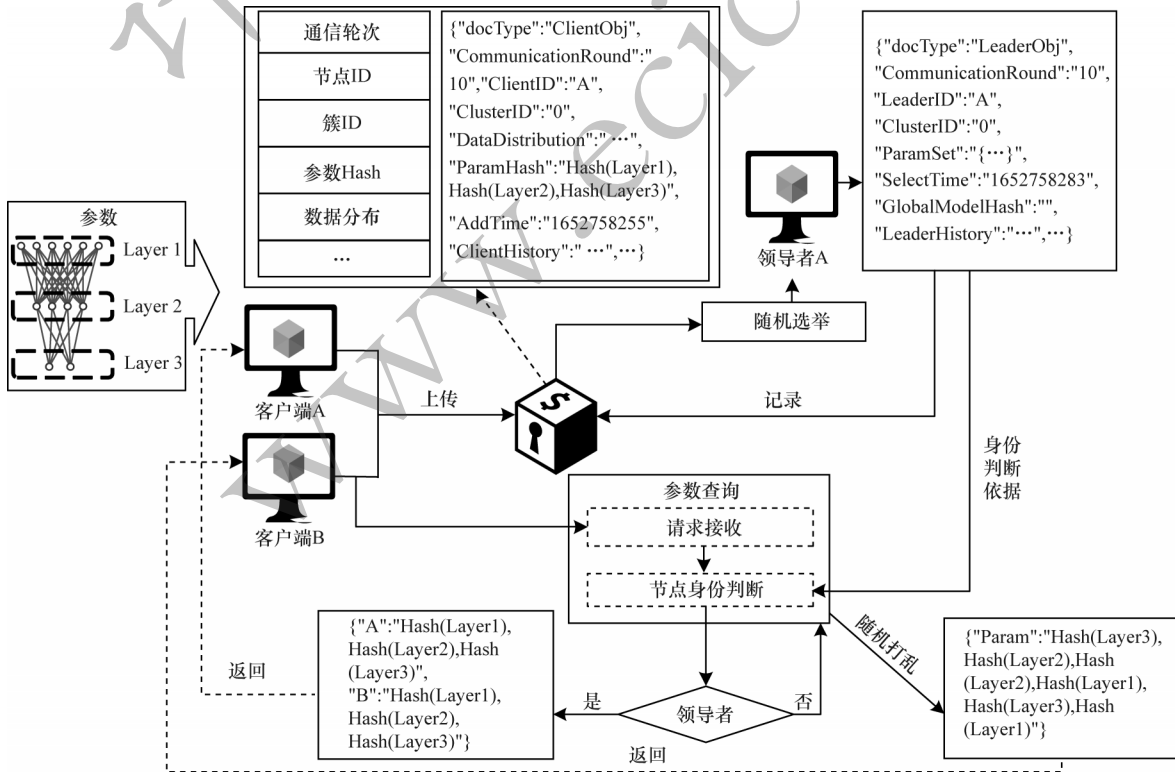 通信轮次
节点ID
簇ID
参数Hash
数据分布
…
{"docType":"ClientObj",
"CommunicationRound":"
10","ClientID":"A",
"ClusterID":"0",
"DataDistribution":" …",
"ParamHash":"Hash(Layer1),
Hash(Layer2),Hash(Layer3)",
"AddTime":"1652758255",
"ClientHistory":" …",…}
{"docType":"LeaderObj",
"CommunicationRound":"10",
"LeaderID":"A",
"ClusterID":"0",
"ParamSet":"{…}",
"SelectTime":"1652758283",
"GlobalModelHash":"",
"LeaderHistory":"…",…}
参数
Layer 1
Layer 2
Layer 3
领导者A
随机选举
客户端A
上传
$
记录
客户端B
身份
判断
依据
参数查询
请求接收
节点身份判断
{"A":"Hash(Layer1),
Hash(Layer2),Hash
(Layer3)",
"B":"Hash(Layer1),
Hash(Layer2),
Hash(Layer3)"}
返回
是
领导者
否
随机打乱
{"Param":"Hash(Layer3),
Hash(Layer2),Hash
(Layer2),Hash(Layer1),
Hash(Layer3),Hash
(Layer1)"}
返回
www.ecic